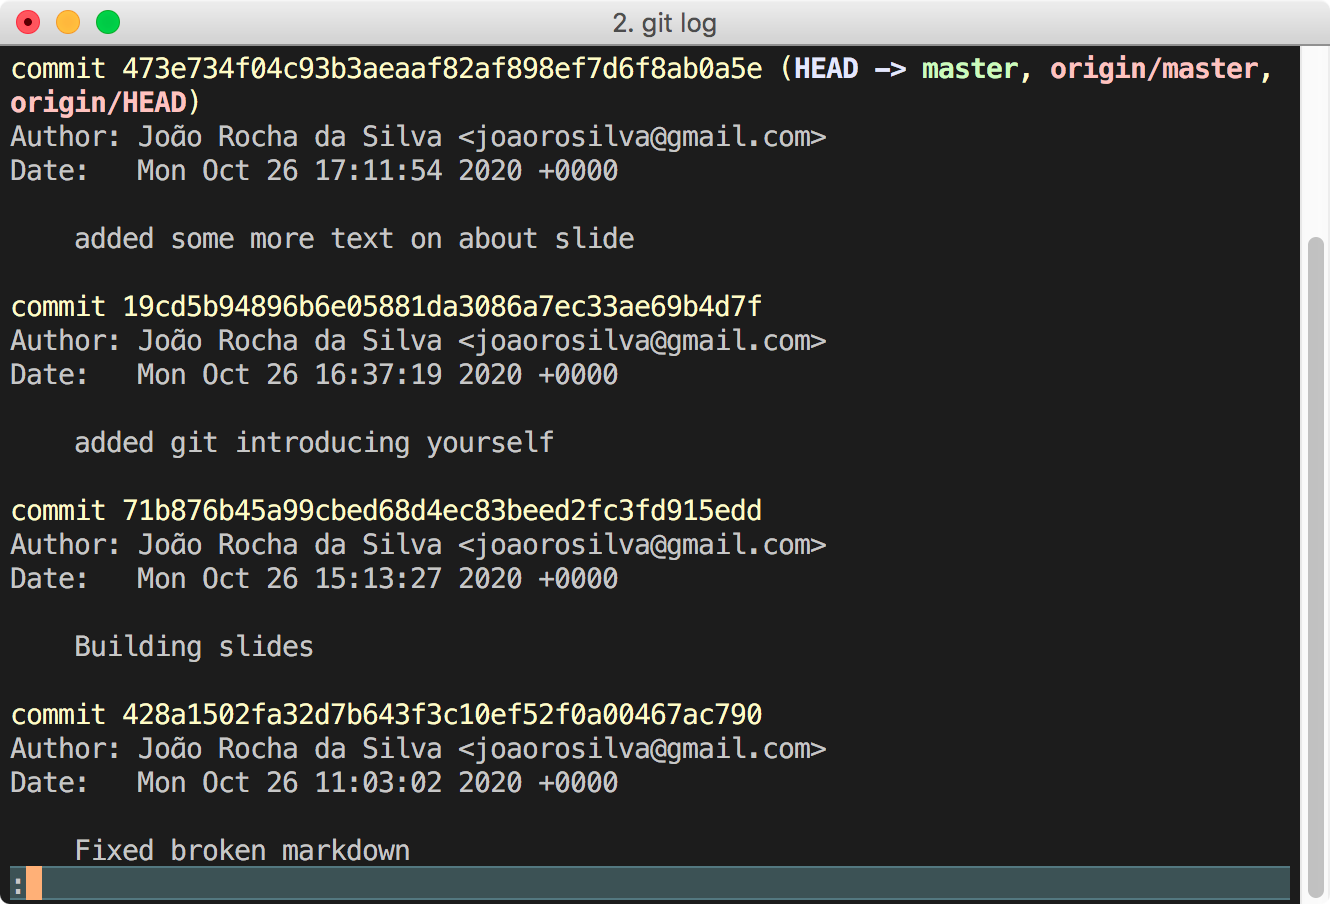 2. git log
commit 473e734f04c93b3aeaaf82af898ef7d6f8ab0a5e (HEAD -> master, origin/master,
origin/HEAD)
Author: João Rocha da Silva <joaorosilva@gmail.com>
Date:   Mon Oct 26 17:11:54 2020 +0000
    added some more text on about slide
commit 19cd5b94896b6e05881da3086a7ec33ae69b4d7f
Author: João Rocha da Silva <joaorosilva@gmail.com>
Date:   Mon Oct 26 16:37:19 2020 +0000
    added git introducing yourself
commit 71b876b45a99cbed68d4ec83beed2fc3fd915edd
Author: João Rocha da Silva <joaorosilva@gmail.com>
Date:   Mon Oct 26 15:13:27 2020 +0000
    Building slides
commit 428a1502fa32d7b643f3c10ef52f0a00467ac790
Author: João Rocha da Silva <joaorosilva@gmail.com>
Date:   Mon Oct 26 11:03:02 2020 +0000
    Fixed broken markdown
: